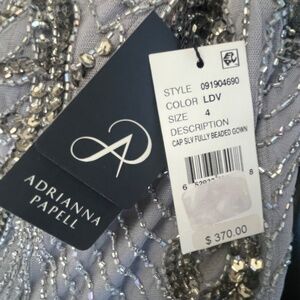 ADRIANNA
PAPELL
STYLE 091904690
COLOR LDV
SIZE 4
DESCRIPTION
CAP SLV FULLY BEADED GOWN
$ 370.00